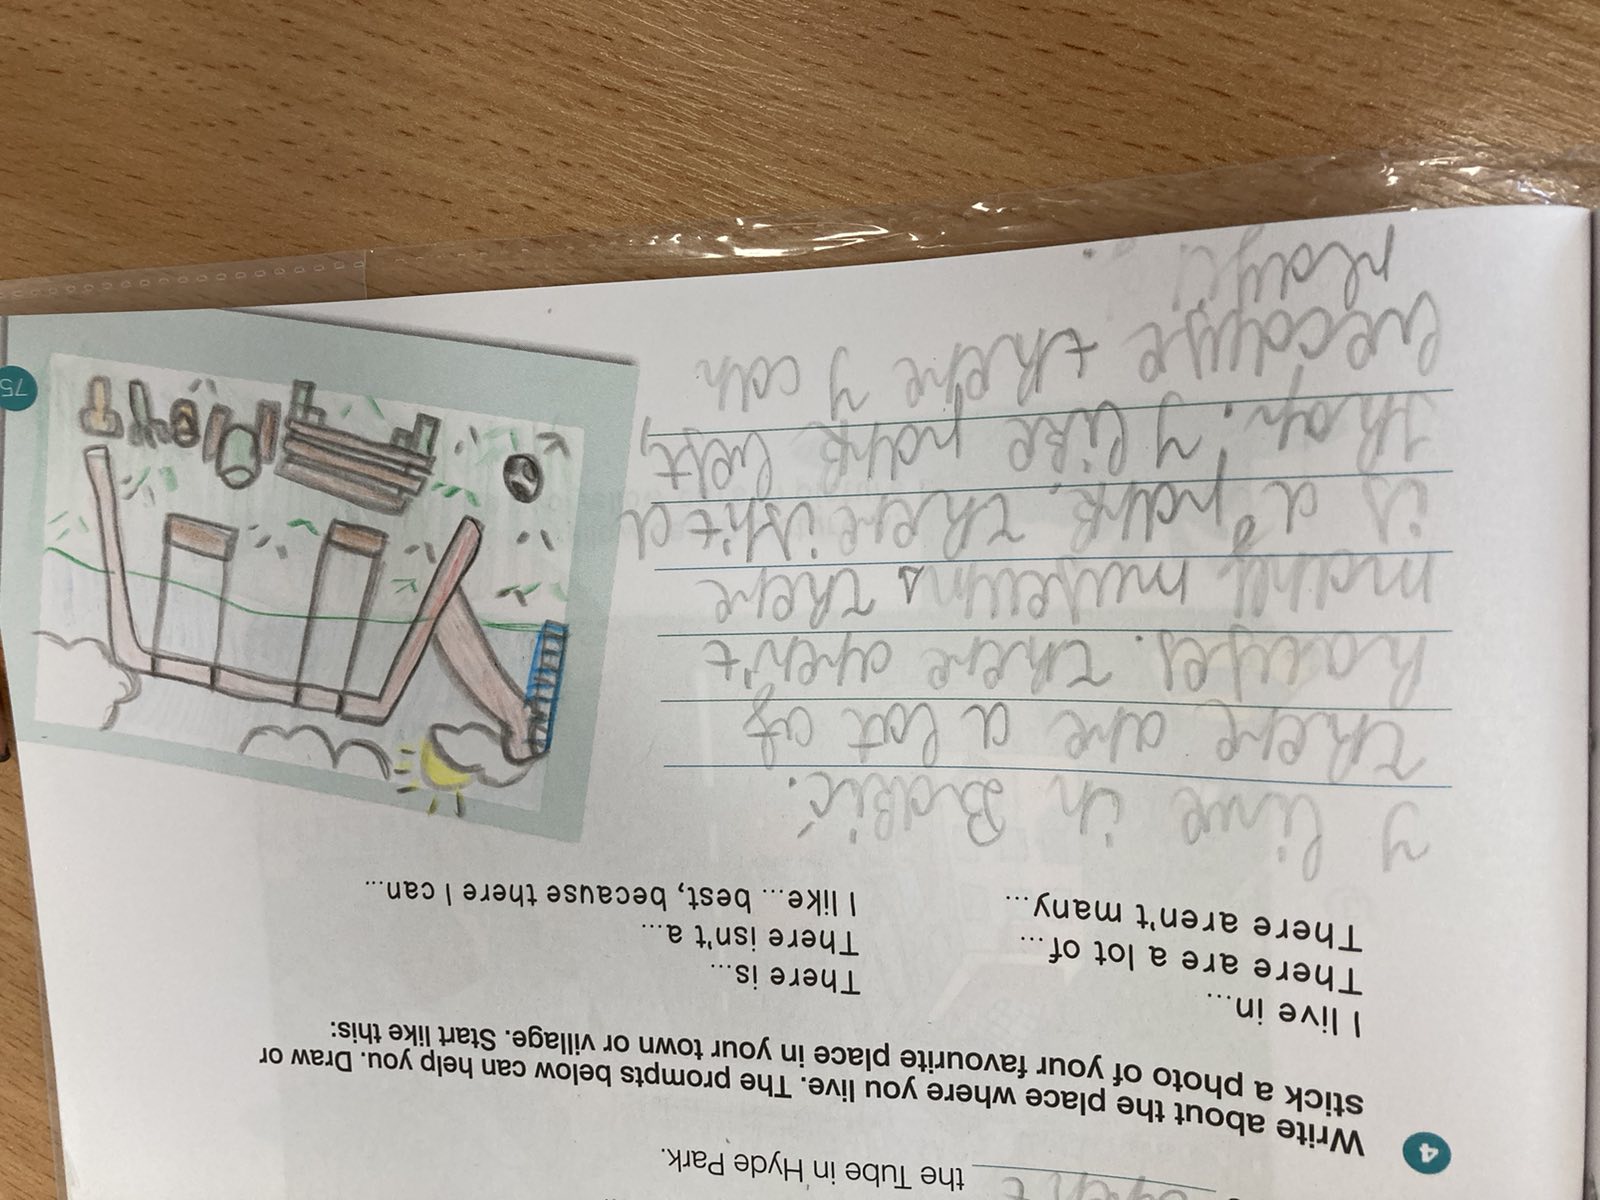 the Tube in Hyde Park.
4 Write about the place where you live. The prompts below can help you. Draw or
stick a photo of your favourite place in your town or village. Start like this:
I live in...
There are a lot of...
There aren't many...
There is...
There isn't a...
I like... best, because there I can...
y live in Babić.
There are a lot of
houses. There aren't
many museums There
is a park. There isn't a
shop. y like park best,
because there y can
play.
75